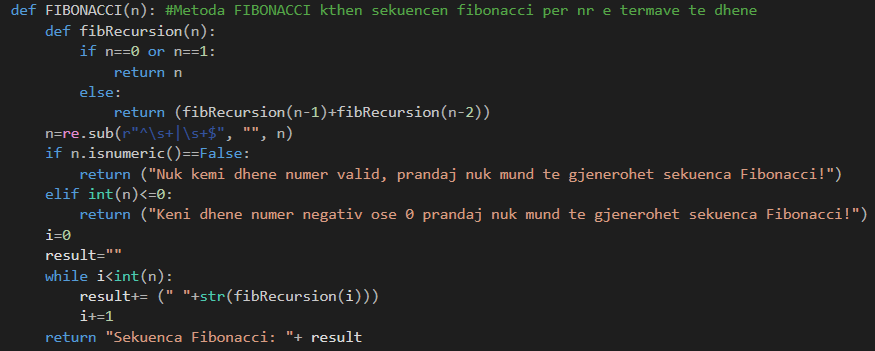 def FIBONACCI(n): #Metoda FIBONACCI kthen sekuencen fibonacci per nr e termave te dhene
    def fibRecursion(n):
        if n==0 or n==1:
            return n
        else:
            return (fibRecursion(n-1)+fibRecursion(n-2))
    n=re.sub(r"^\s+|\s+$", "", n)
    if n.isnumeric()==False:
        return ("Nuk kemi dhene numer valid, prandaj nuk mund te gjenerohet sekuenca Fibonacci!")
    elif int(n)<=0:
        return ("Keni dhene numer negativ ose 0 prandaj nuk mund te gjenerohet sekuenca Fibonacci!")
    i=0
    result=""
    while i<int(n):
        result+= (" "+str(fibRecursion(i)))
        i+=1
    return "Sekuenca Fibonacci: "+ result